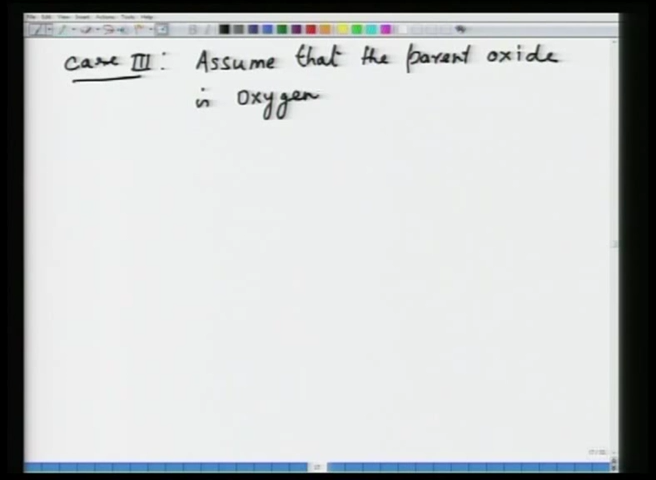 Case III : Assume that the parent oxide
is oxygen